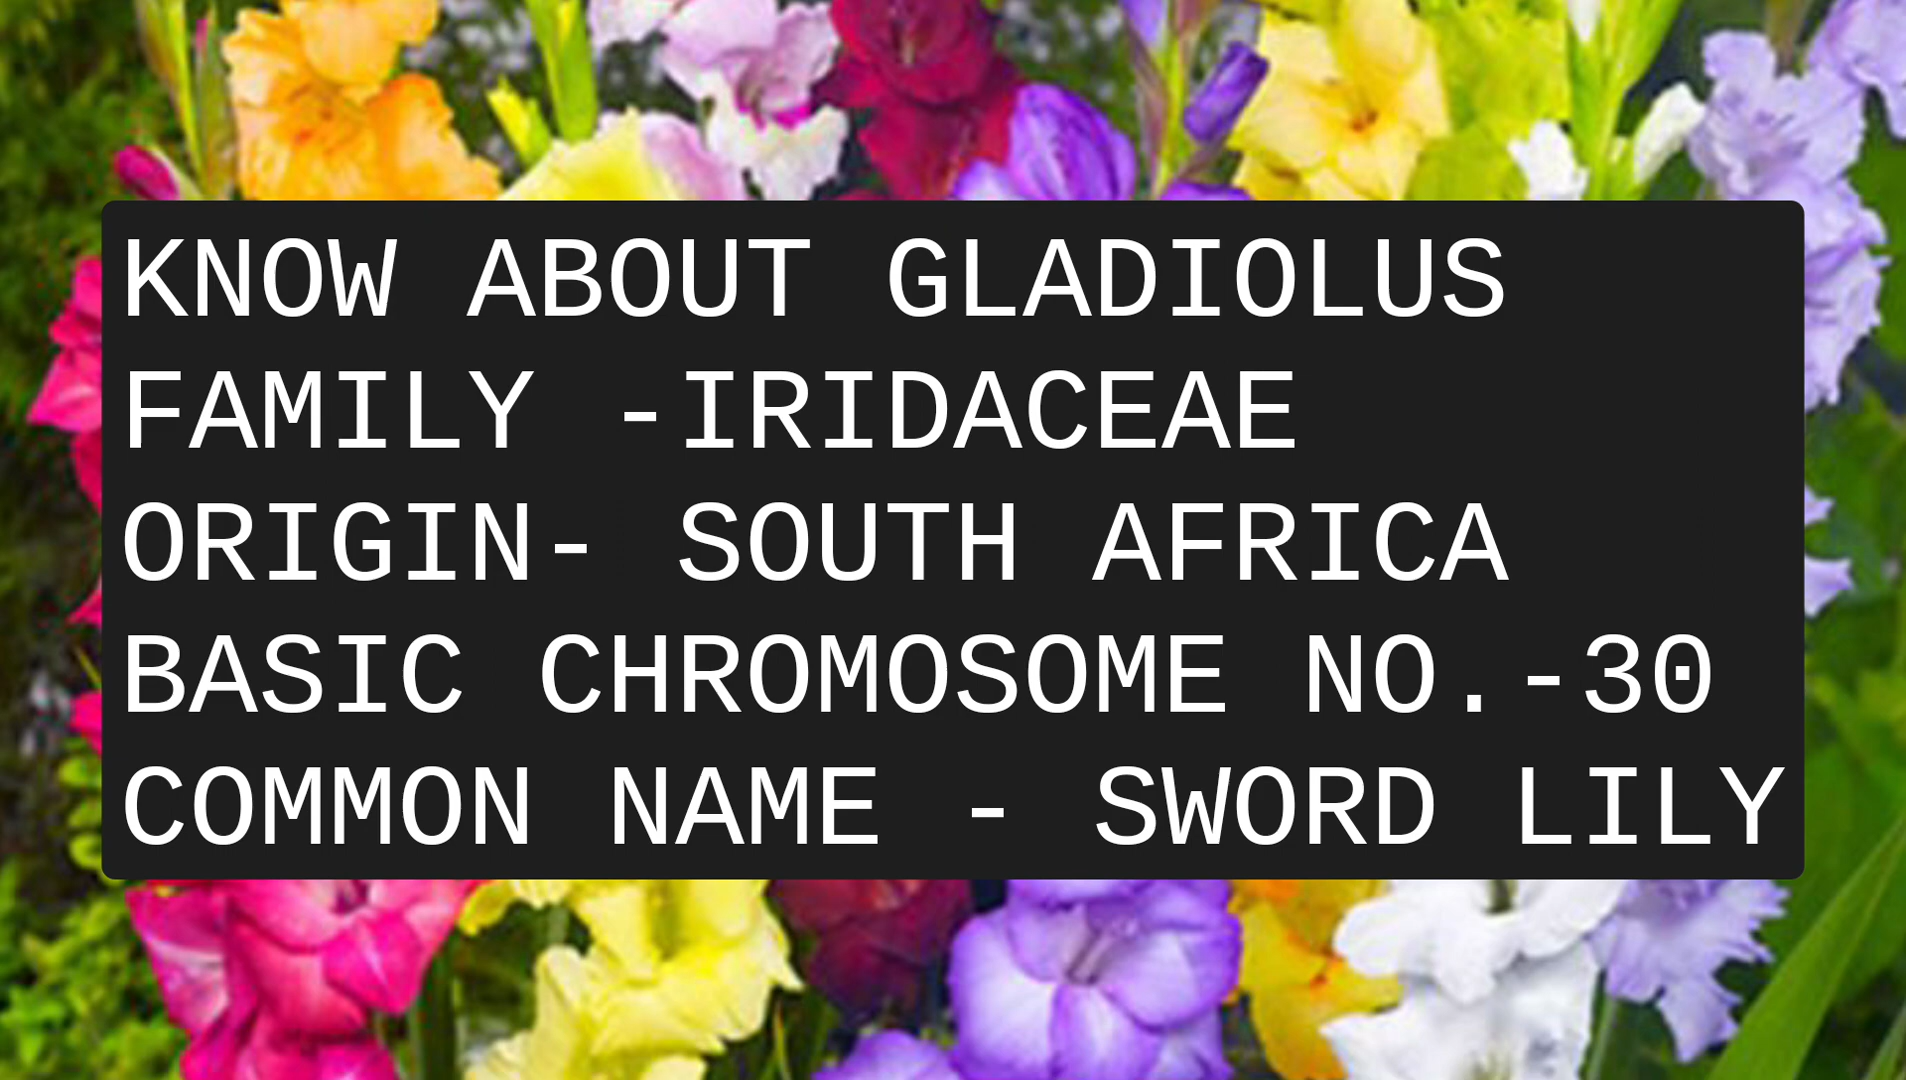 KNOW ABOUT GLADIOLUS
FAMILY -IRIDACEAE
ORIGIN- SOUTH AFRICA
BASIC CHROMOSOME NO.-30
COMMON NAME - SWORD LILY